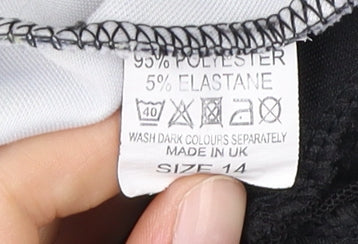 95% POLYESTER
5% ELASTANE
40
WASH DARK COLOURS SEPARATELY
MADE IN UK
SIZE 14